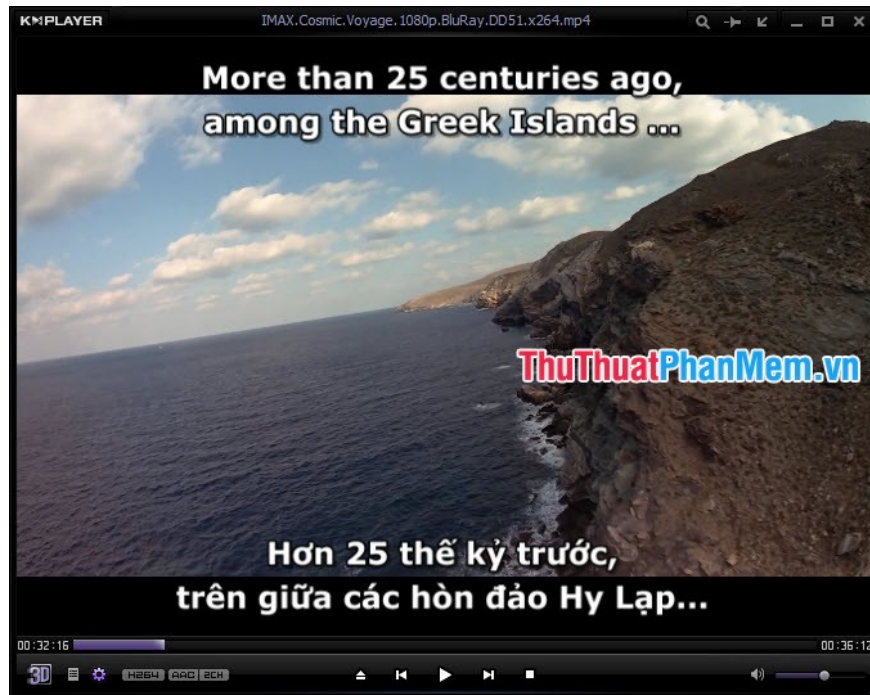 KMPLAYER
IMAX.Cosmic.Voyage.1080p.BluRay.DD51.x264.mp4
More than 25 centuries ago,
among the Greek Islands ...
ThuThuatPhanMem.vn
Hơn 25 thế kỷ trước,
trên giữa các hòn đảo Hy Lạp...
00:32:16
00:36:12
3D
H264
AAC 2CH